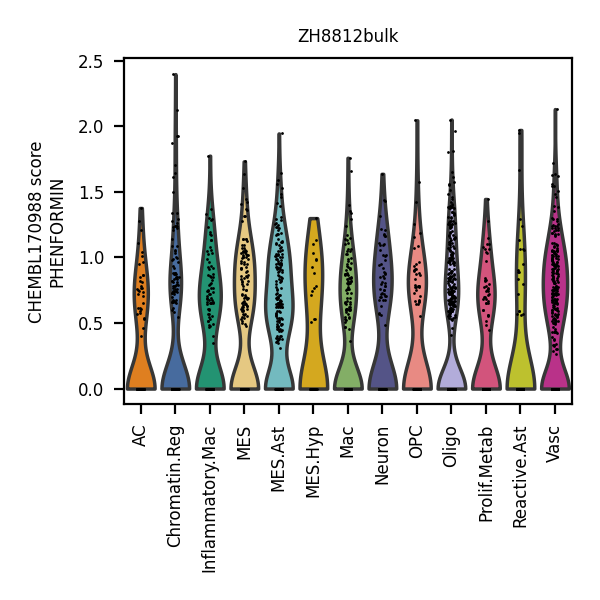 ZH8812bulk
CHEMBL170988 score
PHENFORMIN
2.5
2.0
1.5
1.0
0.5
0.0
AC
Chromatin.Reg
Inflammatory.Mac
MES
MES.Ast
MES.Hyp
Mac
Neuron
OPC
Oligo
Prolif.Metab
Reactive.Ast
Vasc